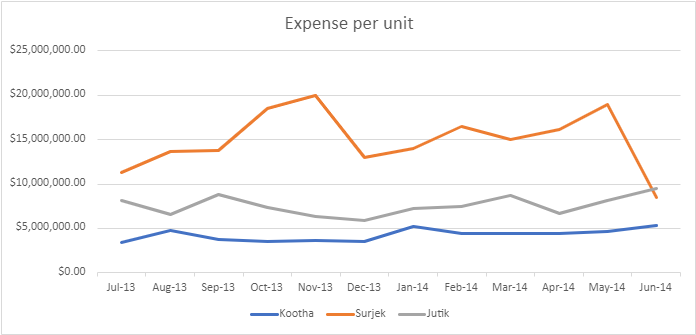 Expense per unit
$25,000,000.00
$20,000,000.00
$15,000,000.00
$10,000,000.00
$5,000,000.00
$0.00
Jul-13 Aug-13 Sep-13 Oct-13 Nov-13 Dec-13 Jan-14 Feb-14 Mar-14 Apr-14 May-14 Jun-14
Kootha Surjek Jutik